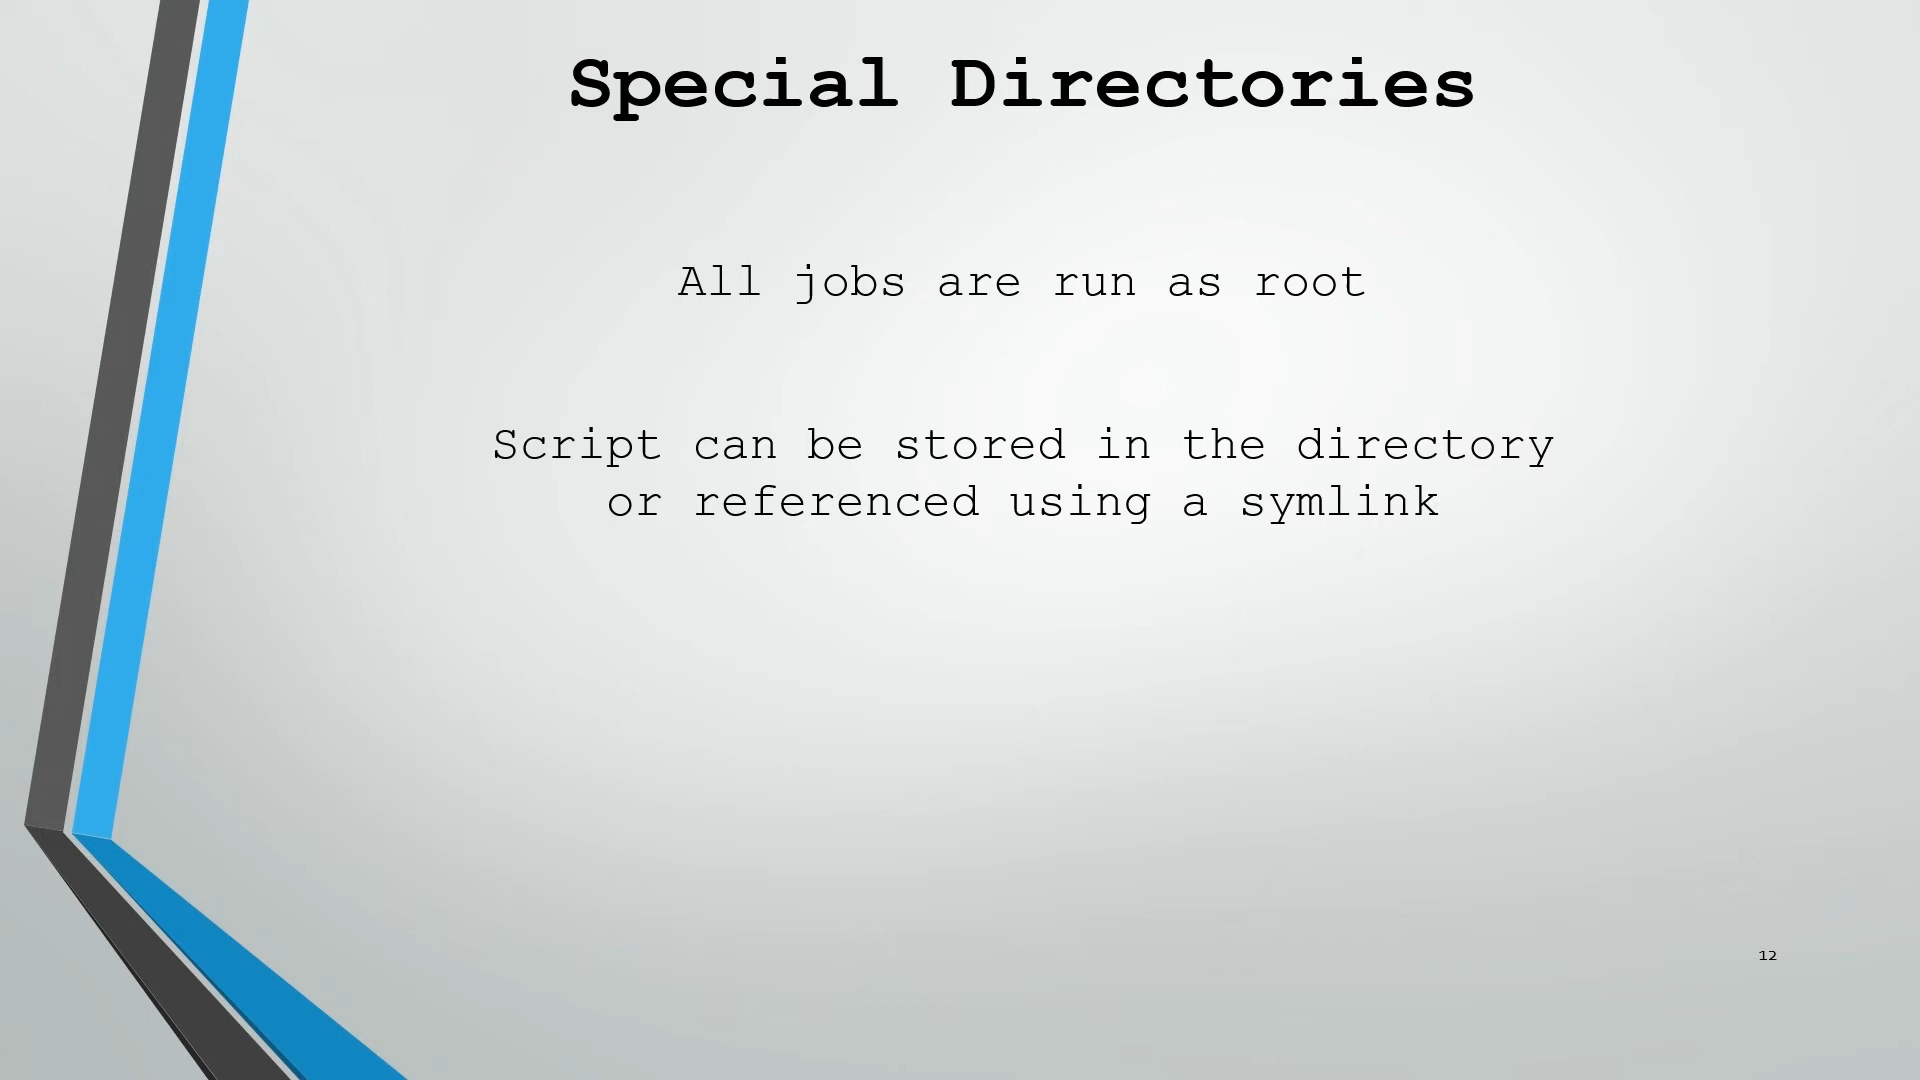 Special Directories
All jobs are run as root
Script can be stored in the directory
or referenced using a symlink
12